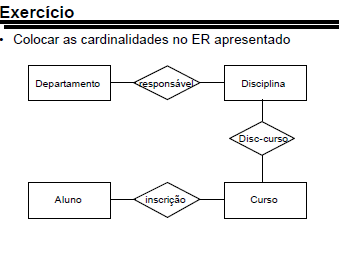 Exercício
• Colocar as cardinalidades no ER apresentado
Departamento responsável Disciplina
Disc-curso
Aluno inscrição Curso